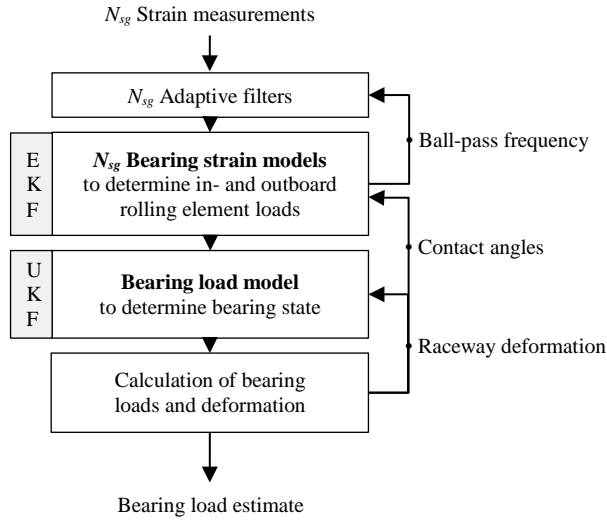 N_sg Strain measurements
N_sg Adaptive filters
Ball-pass frequency
E
K
F
N_sg Bearing strain models
to determine in- and outboard
rolling element loads
Contact angles
U
K
F
Bearing load model
to determine bearing state
Raceway deformation
Calculation of bearing
loads and deformation
Bearing load estimate